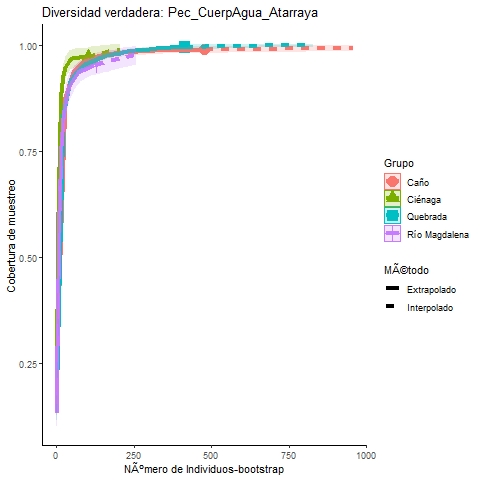 Diversidad verdadera: Pec_CuerpAgua_Atarraya
1.00
0.75
0.50
0.25
Cobertura de muestreo
0
250
500
750
1000
NÃºmero de Individuos-bootstrap
Grupo
Caño
Ciénaga
Quebrada
Río Magdalena
MÃ©todo
Extrapolado
Interpolado